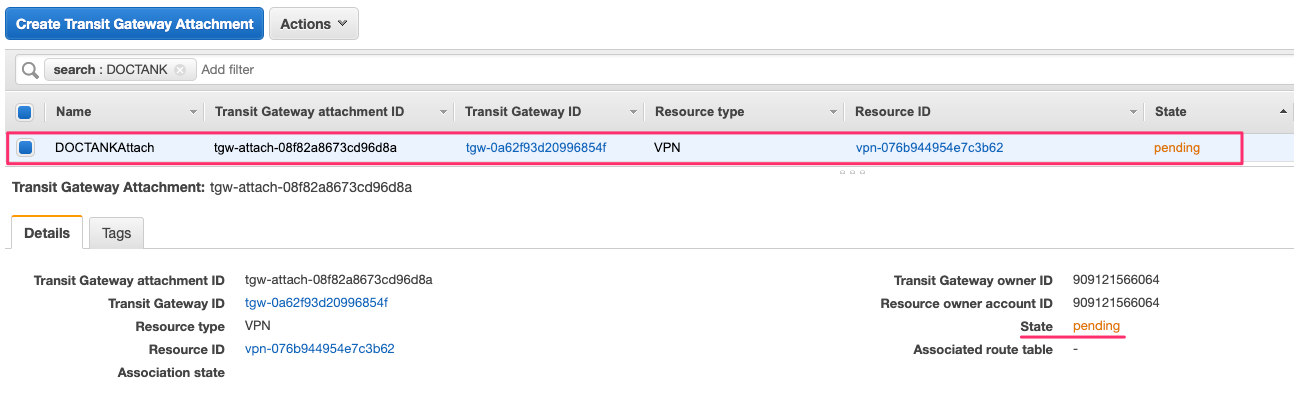 Create Transit Gateway Attachment Actions
search : DOCTANK Add filter
Name Transit Gateway attachment ID Transit Gateway ID Resource type Resource ID State
DOCTANKAttach tgw-attach-08f82a8673cd96d8a tgw-0a62f93d20996854f VPN vpn-076b944954e7c3b62 pending
Transit Gateway Attachment: tgw-attach-08f82a8673cd96d8a
Details Tags
Transit Gateway attachment ID tgw-attach-08f82a8673cd96d8a Transit Gateway owner ID 909121566064
Transit Gateway ID tgw-0a62f93d20996854f Resource owner account ID 909121566064
Resource type VPN State pending
Resource ID vpn-076b944954e7c3b62 Associated route table -
Association state